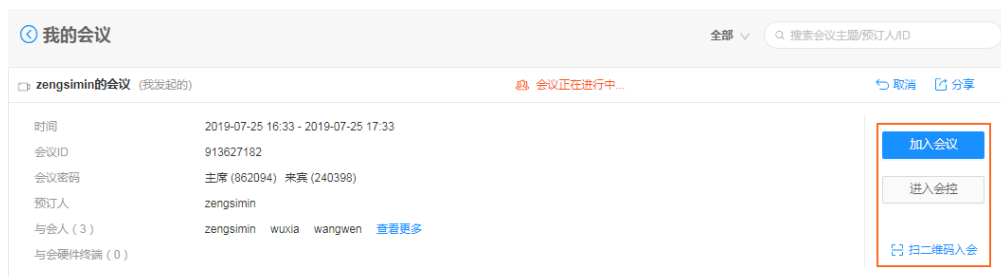 我的会议
全部 搜索会议主题/预订人/ID
zengsimin的会议 (我发起的) 会议正在进行中... 取消 分享
时间 2019-07-25 16:33 - 2019-07-25 17:33
会议ID 913627182 加入会议
会议密码 主席 (862094) 来宾 (240398)
预订人 zengsimin 进入会控
与会人 ( 3 ) zengsimin wuxia wangwen 查看更多
与会硬件终端 ( 0 ) 扫二维码入会